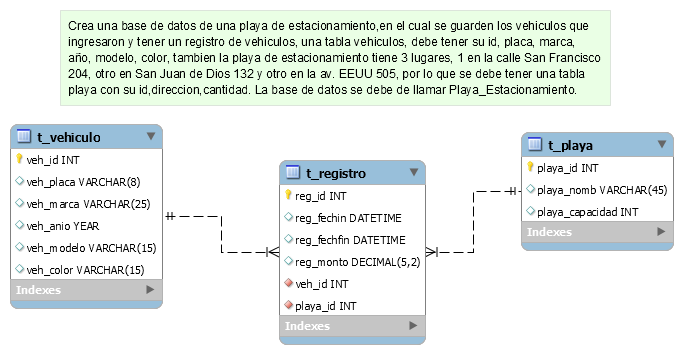 Crea una base de datos de una playa de estacionamiento,en el cual se guarden los vehiculos que
ingresaron y tener un registro de vehiculos, una tabla vehiculos, debe tener su id, placa, marca,
año, modelo, color, tambien la playa de estacionamiento tiene 3 lugares, 1 en la calle San Francisco
204, otro en San Juan de Dios 132 y otro en la av. EEUU 505, por lo que se debe tener una tabla
playa con su id,direccion,cantidad. La base de datos se debe de llamar Playa_Estacionamiento.
t_vehiculo
veh_id INT
veh_placa VARCHAR(8)
veh_marca VARCHAR(25)
veh_anio YEAR
veh_modelo VARCHAR(15)
veh_color VARCHAR(15)
Indexes
t_registro
reg_id INT
reg_fechin DATETIME
reg_fechfin DATETIME
reg_monto DECIMAL(5,2)
veh_id INT
playa_id INT
Indexes
t_playa
playa_id INT
playa_nomb VARCHAR(45)
playa_capacidad INT
Indexes